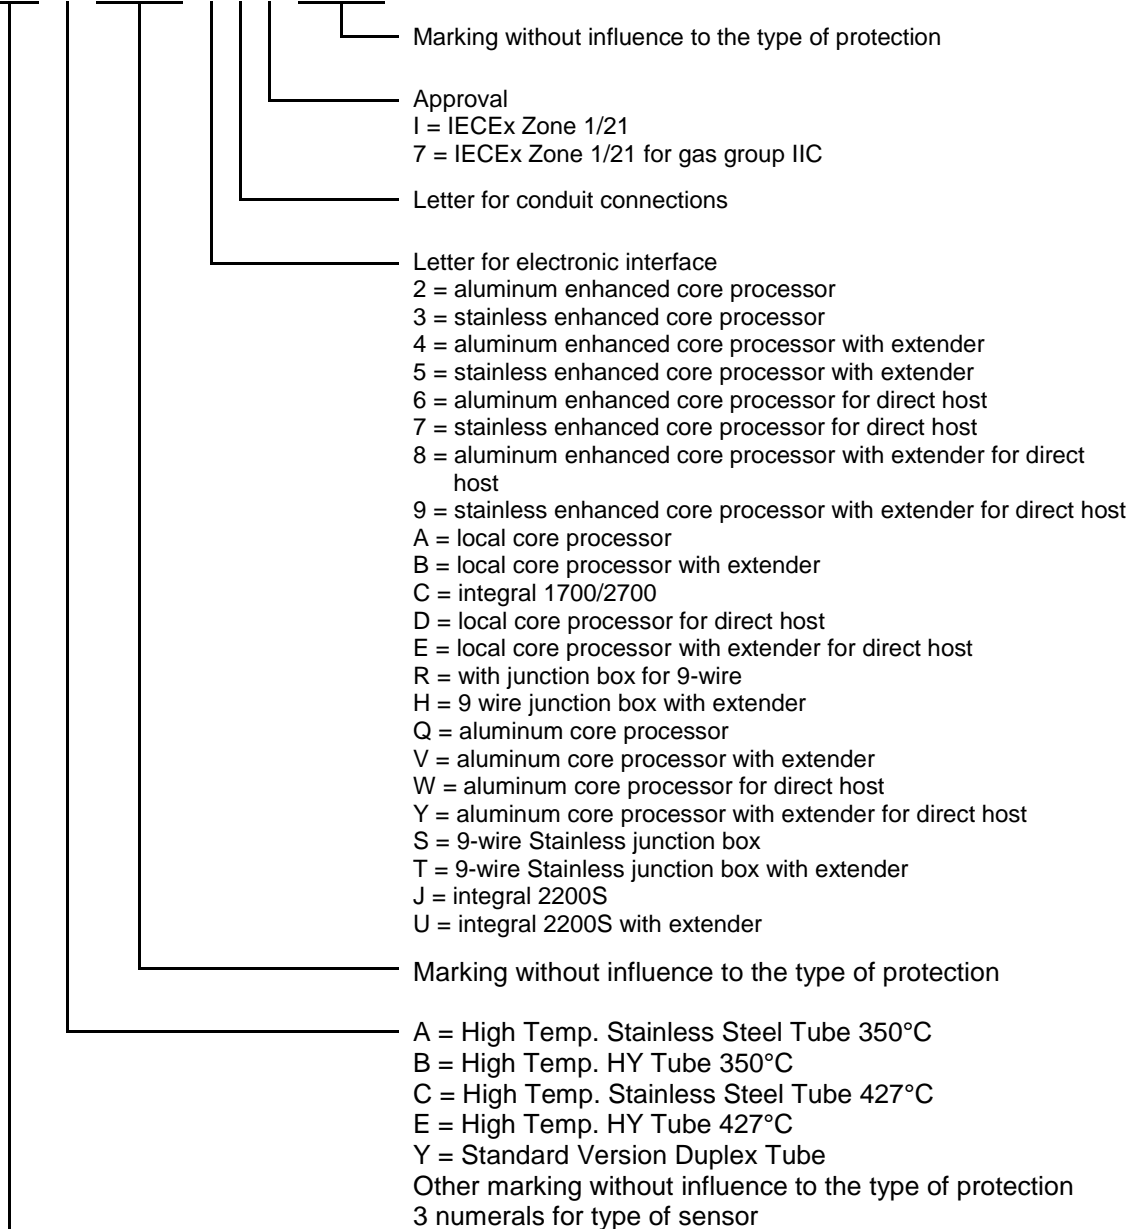 Marking without influence to the type of protection
Approval
I = IECEx Zone 1/21
7 = IECEx Zone 1/21 for gas group IIC
Letter for conduit connections
Letter for electronic interface
2 = aluminum enhanced core processor
3 = stainless enhanced core processor
4 = aluminum enhanced core processor with extender
5 = stainless enhanced core processor with extender
6 = aluminum enhanced core processor for direct host
7 = stainless enhanced core processor for direct host
8 = aluminum enhanced core processor with extender for direct
host
9 = stainless enhanced core processor with extender for direct host
A = local core processor
B = local core processor with extender
C = integral 1700/2700
D = local core processor for direct host
E = local core processor with extender for direct host
R = with junction box for 9-wire
H = 9 wire junction box with extender
Q = aluminum core processor
V = aluminum core processor with extender
W = aluminum core processor for direct host
Y = aluminum core processor with extender for direct host
S = 9-wire Stainless junction box
T = 9-wire Stainless junction box with extender
J = integral 2200S
U = integral 2200S with extender
Marking without influence to the type of protection
A = High Temp. Stainless Steel Tube 350°C
B = High Temp. HY Tube 350°C
C = High Temp. Stainless Steel Tube 427°C
E = High Temp. HY Tube 427°C
Y = Standard Version Duplex Tube
Other marking without influence to the type of protection
3 numerals for type of sensor